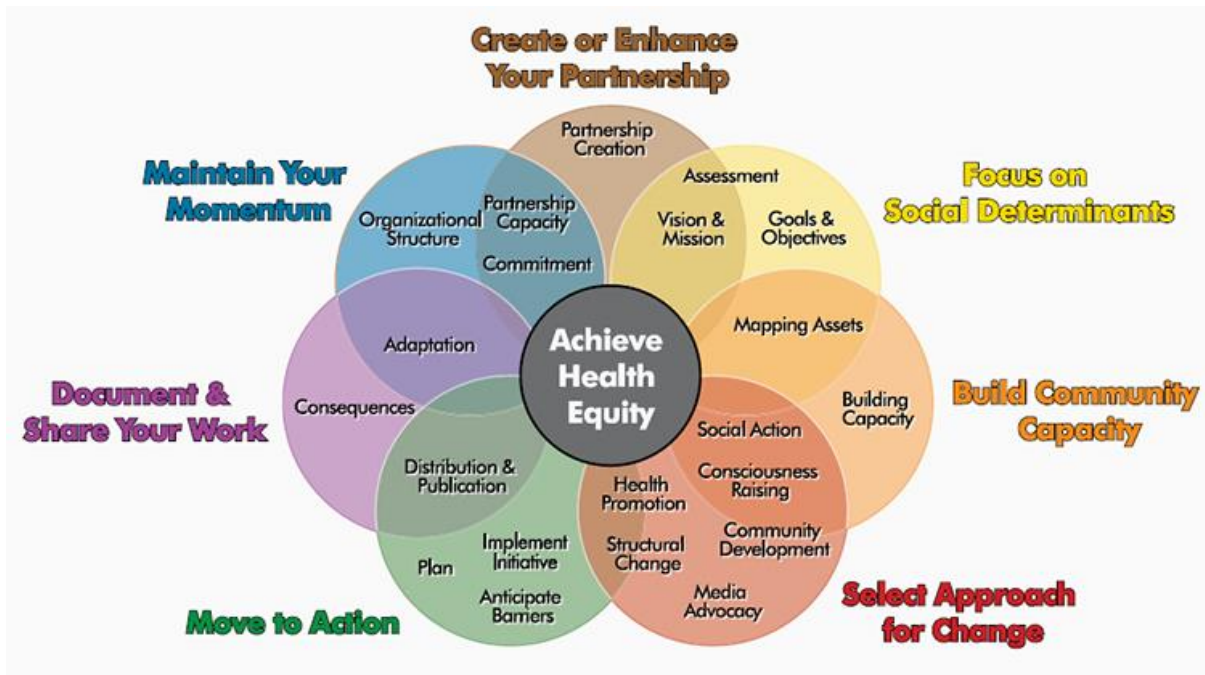 Create or Enhance
Your Partnership
Partnership
Creation
Maintain Your
Momentum
Organizational
Structure
Partnership
Capacity
Commitment
Assessment
Vision &
Mission
Goals &
Objectives
Focus on
Social Determinants
Mapping Assets
Adaptation
Achieve
Health
Equity
Document &
Share Your Work
Consequences
Building
Capacity
Build Community
Capacity
Social Action
Consciousness
Raising
Distribution &
Publication
Health
Promotion
Structural
Change
Community
Development
Media
Advocacy
Implement
Initiative
Plan
Anticipate
Barriers
Move to Action
Select Approach
for Change